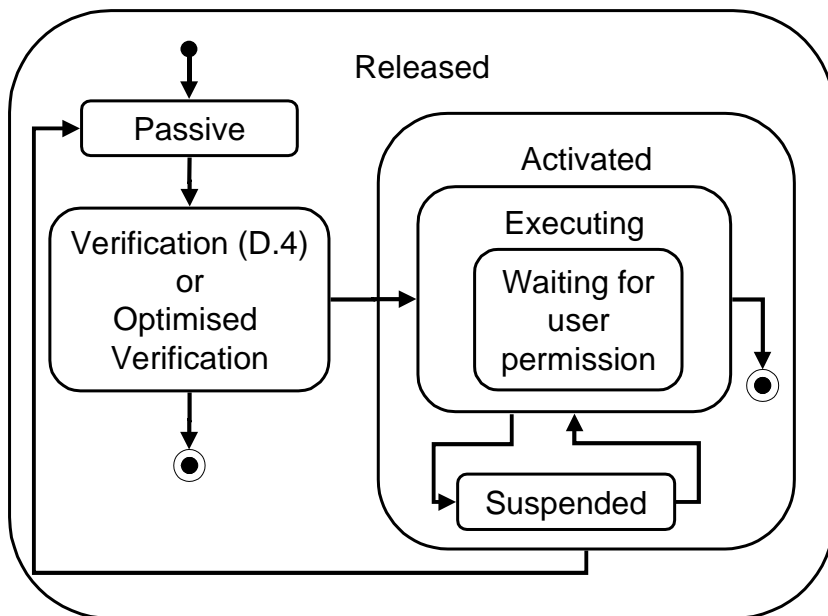 Released
Passive
Verification (D.4)
or
Optimised
Verification
Activated
Executing
Waiting for
user
permission
Suspended